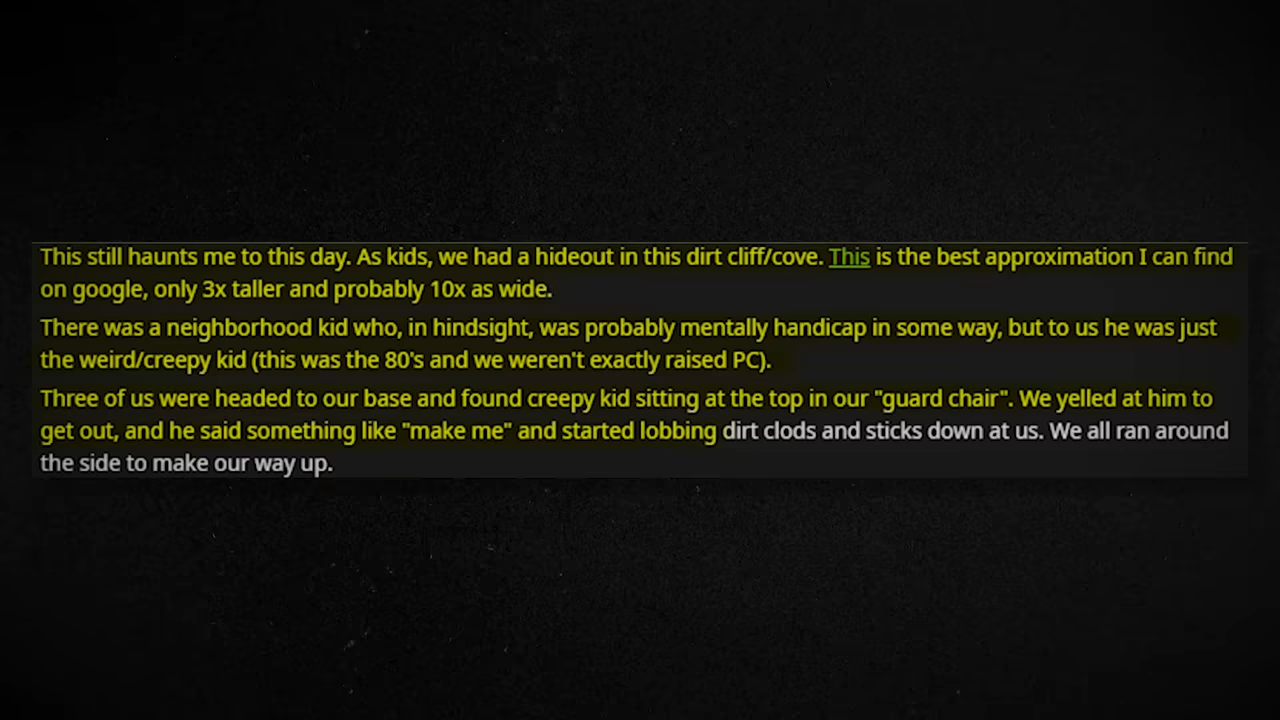 This still haunts me to this day. As kids, we had a hideout in this dirt cliff/cove. This is the best approximation I can find
on google, only 3x taller and probably 10x as wide.
There was a neighborhood kid who, in hindsight, was probably mentally handicap in some way, but to us he was just
the weird/creepy kid (this was the 80's and we weren't exactly raised PC).
Three of us were headed to our base and found creepy kid sitting at the top in our "guard chair". We yelled at him to
get out, and he said something like "make me" and started lobbing dirt clods and sticks down at us. We all ran around
the side to make our way up.